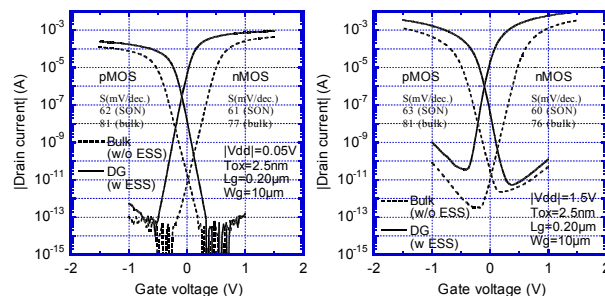 |Drain current| (A)
10-3
10-5
10-7
10-9
10-11
10-13
10-15
pMOS
nMOS
S(mV/dec.)
62 (SON)
81 (bulk)
S(mV/dec.)
61 (SON)
77 (bulk)
Bulk
(w/o ESS)
DG
(w ESS)
|Vdd|=0.05V
Tox=2.5nm
Lg=0.20µm
Wg=10µm
-2 -1 0 1 2
Gate voltage (V)
|Drain current| (A)
10-3
10-5
10-7
10-9
10-11
10-13
10-15
pMOS
nMOS
S(mV/dec.)
63 (SON)
81 (bulk)
S(mV/dec.)
60 (SON)
76 (bulk)
Bulk
(w/o ESS)
DG
(w ESS)
|Vdd|=1.5V
Tox=2.5nm
Lg=0.20µm
Wg=10µm
-2 -1 0 1 2
Gate voltage (V)